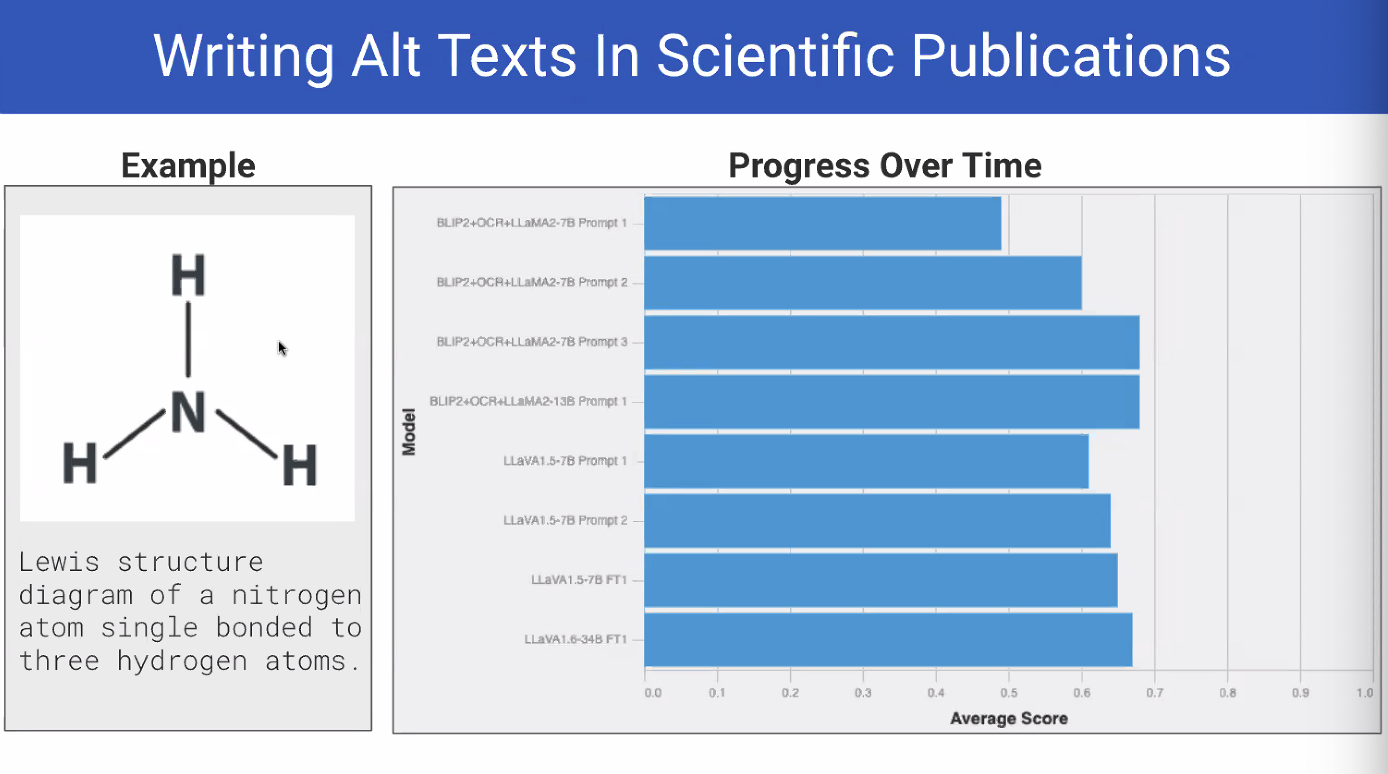 Writing Alt Texts In Scientific Publications
Example
H
N
H
H
Lewis structure
diagram of a nitrogen
atom single bonded to
three hydrogen atoms.
Progress Over Time
Model
BLIP2+OCR+LLaMA2-7B Prompt 1
BLIP2+OCR+LLaMA2-7B Prompt 2
BLIP2+OCR+LLaMA2-7B Prompt 3
BLIP2+OCR+LLaMA2-13B Prompt 1
LLaVA1.5-7B Prompt 1
LLaVA1.5-7B Prompt 2
LLaVA1.5-7B FT1
LLaVA1.6-34B FT1
0.0 0.1 0.2 0.3 0.4 0.5 0.6 0.7 0.8 0.9 1.0
Average Score